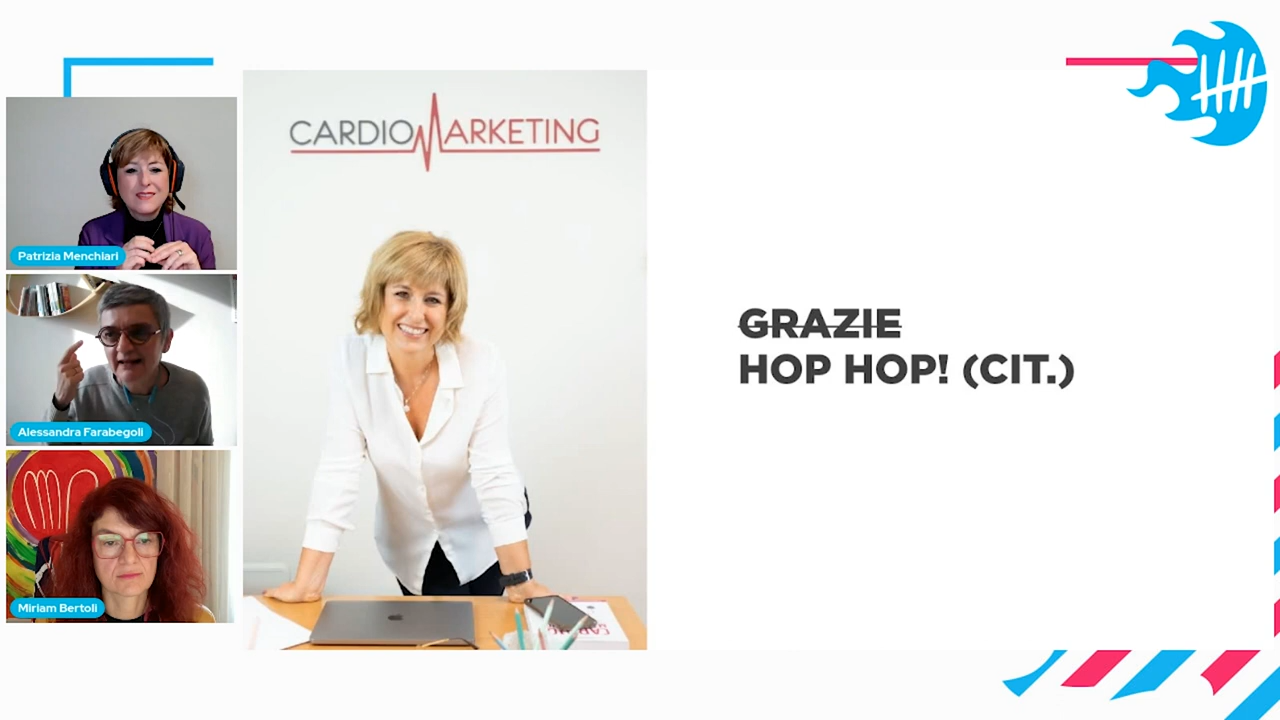 CARDIOMARKETING
Patrizia Menchiari
Alessandra Farabegoli
Miriam Bertoli
GRAZIE
HOP HOP! (CIT.)